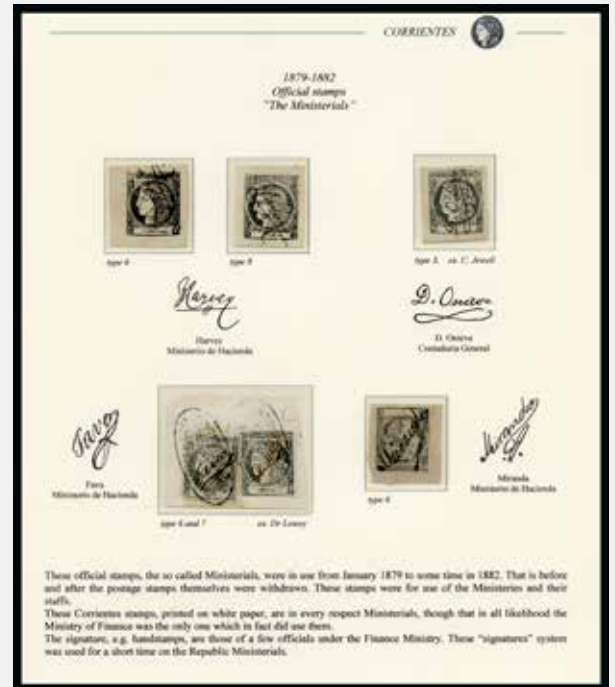 CORRIENTES
1879-1882
Official stamps
"The Ministerials"
type 6
type 8
type 3. ex. C. Jewell
Harvey
D. Oneeva
Harvey
Ministerio de Hacienda
D. Oneeva
Contaduria General
Farra
Miranda
Ministerio de Hacienda
Miranda
Ministerio de Hacienda
type 6 and 7
ex. Dr Lowey
type 6
These official stamps, the so called Ministerials, were in use from January 1879 to some time in 1882. That is before
and after the postage stamps themselves were withdrawn. These stamps were for use of the Ministeries and their
staffs.
These Corrientes stamps, printed on white paper, are in every respect Ministerials, though that in all likelihood the
Ministry of Finance was the only one which in fact did use them.
The signature, e.g. handstamps, are those of a few officials under the Finance Ministry. These "signatures" system
was used for a short time on the Republic Ministerials.